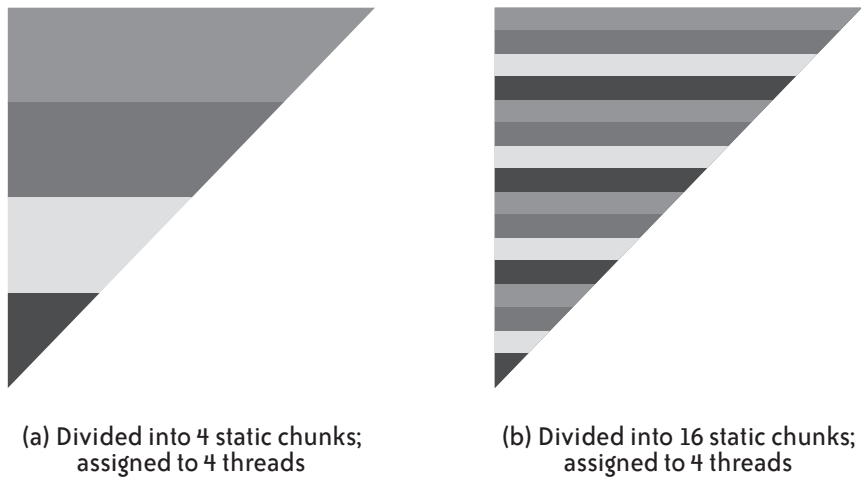 (a) Divided into 4 static chunks;
assigned to 4 threads
(b) Divided into 16 static chunks;
assigned to 4 threads